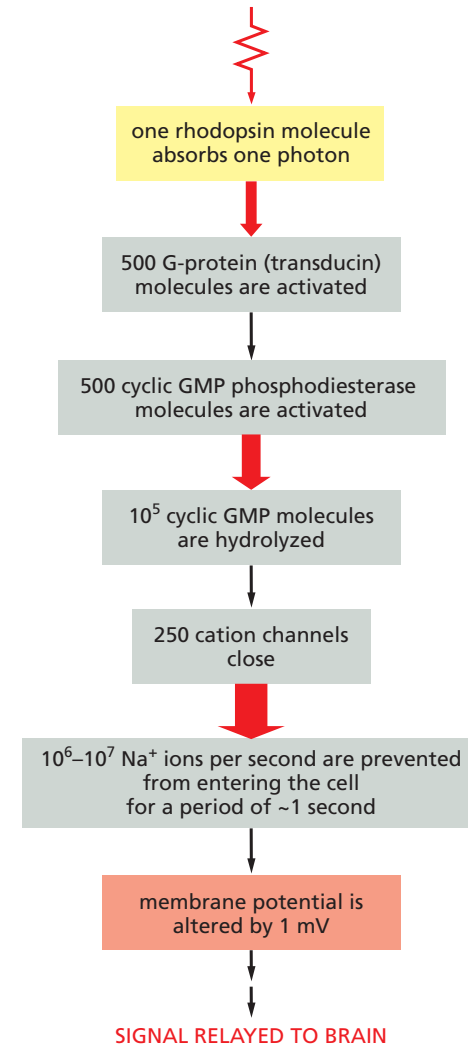 one rhodopsin molecule
absorbs one photon
500 G-protein (transducin)
molecules are activated
500 cyclic GMP phosphodiesterase
molecules are activated
10⁵ cyclic GMP molecules
are hydrolyzed
250 cation channels
close
10⁶–10⁷ Na⁺ ions per second are prevented
from entering the cell
for a period of ~1 second
membrane potential is
altered by 1 mV
SIGNAL RELAYED TO BRAIN